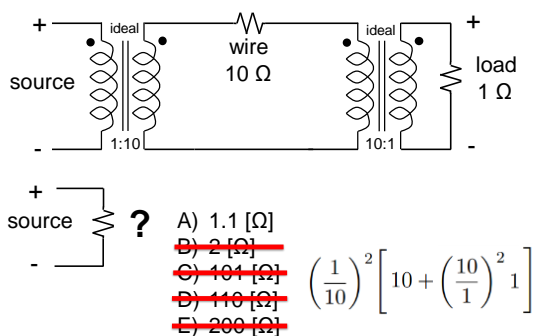 + ideal ideal +
wire
10 Ω
source load
1 Ω
- 1:10 10:1 -
+
source ?
-
A) 1.1 [Ω]
B) 2 [Ω]
C) 101 [Ω]
D) 110 [Ω]
E) 200 [Ω]
(1/10)^2 [ 10 + (10/1)^2 1 ]